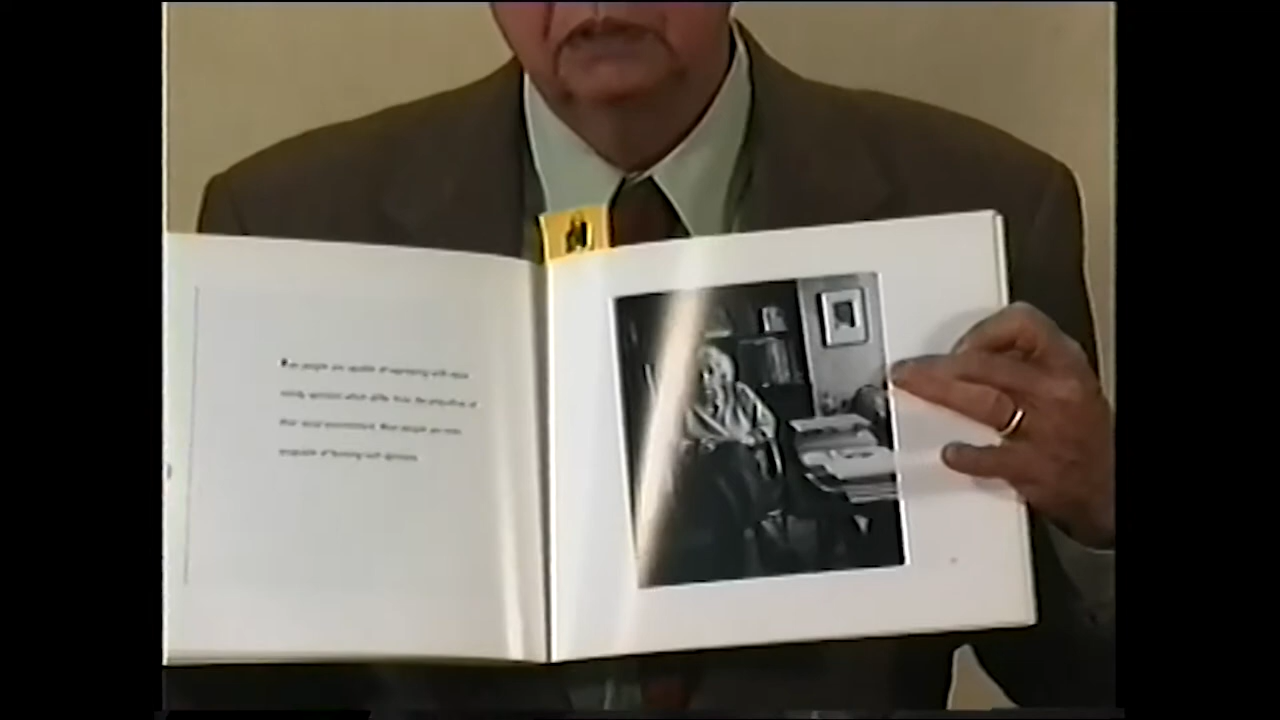 Few people are capable of expressing with equa
nimity opinions which differ from the prejudices of
their social environment. Most people are even
incapable of forming such opinions.